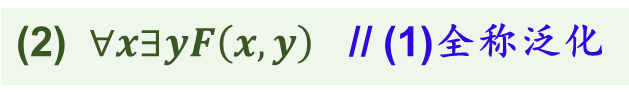 (2) ∀x∃yF(x, y) // (1)全称泛化